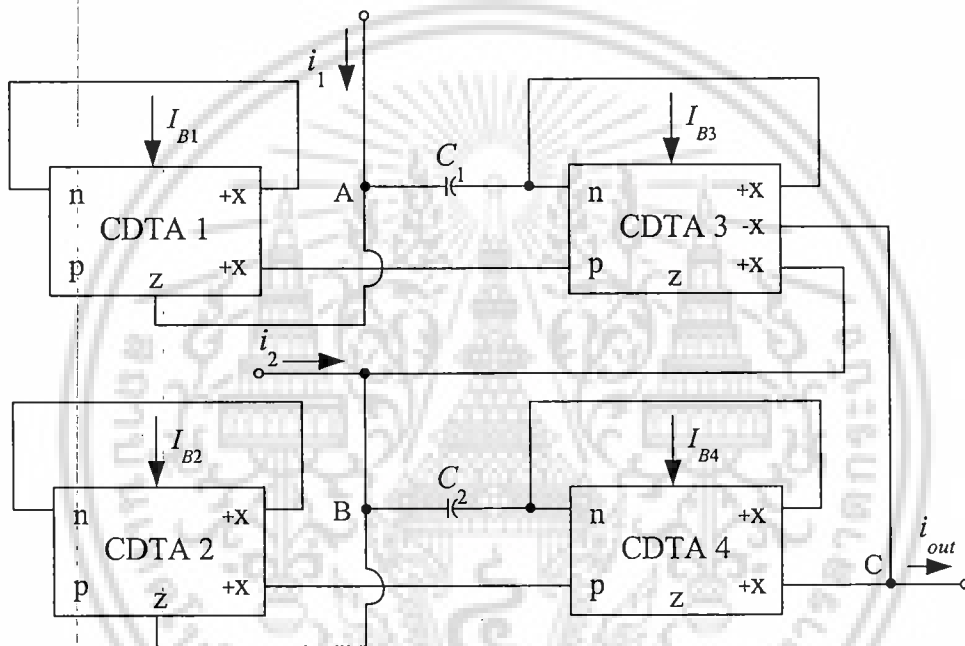 i1
IB1
IB3
C1
A
n
+x
CDTA 1
p
+x
z
n
+x
CDTA 3
-x
p
+x
z
i2
IB2
IB4
C2
B
n
+x
CDTA 2
p
+x
z
n
+x
CDTA 4
p
+x
z
C
iout